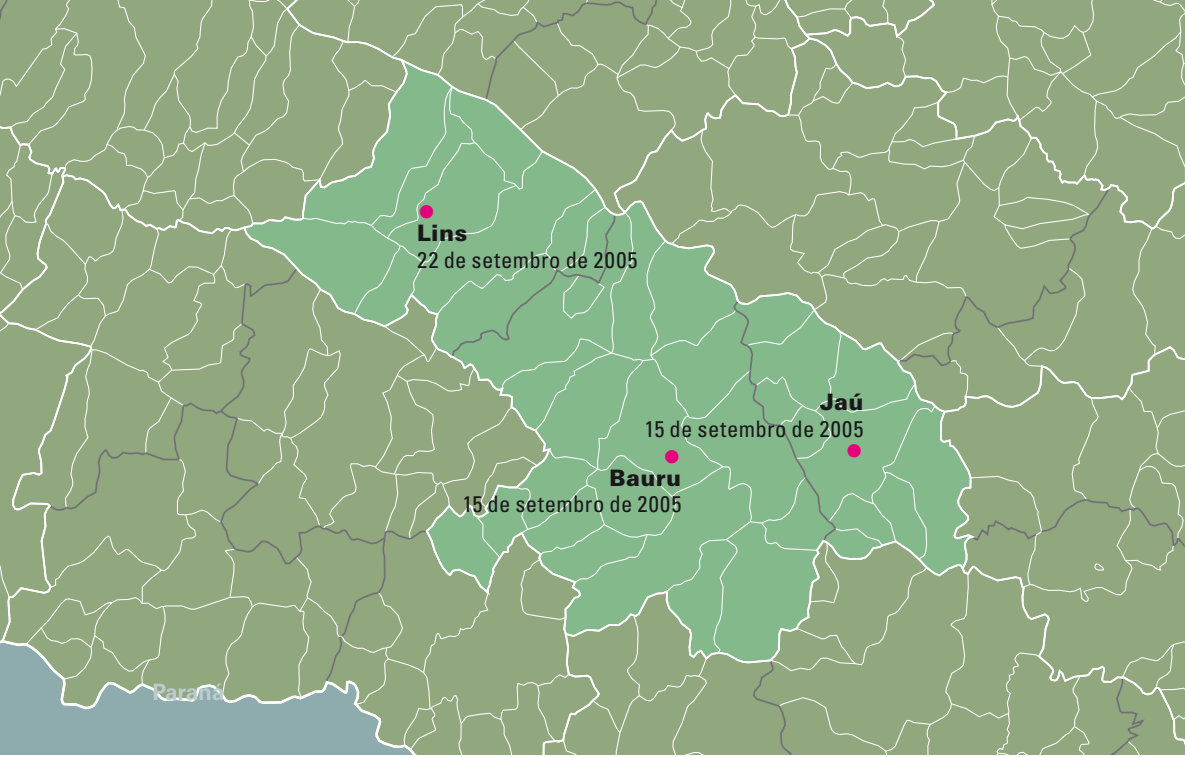 Lins
22 de setembro de 2005
Jaú
15 de setembro de 2005
Bauru
15 de setembro de 2005
Paraná